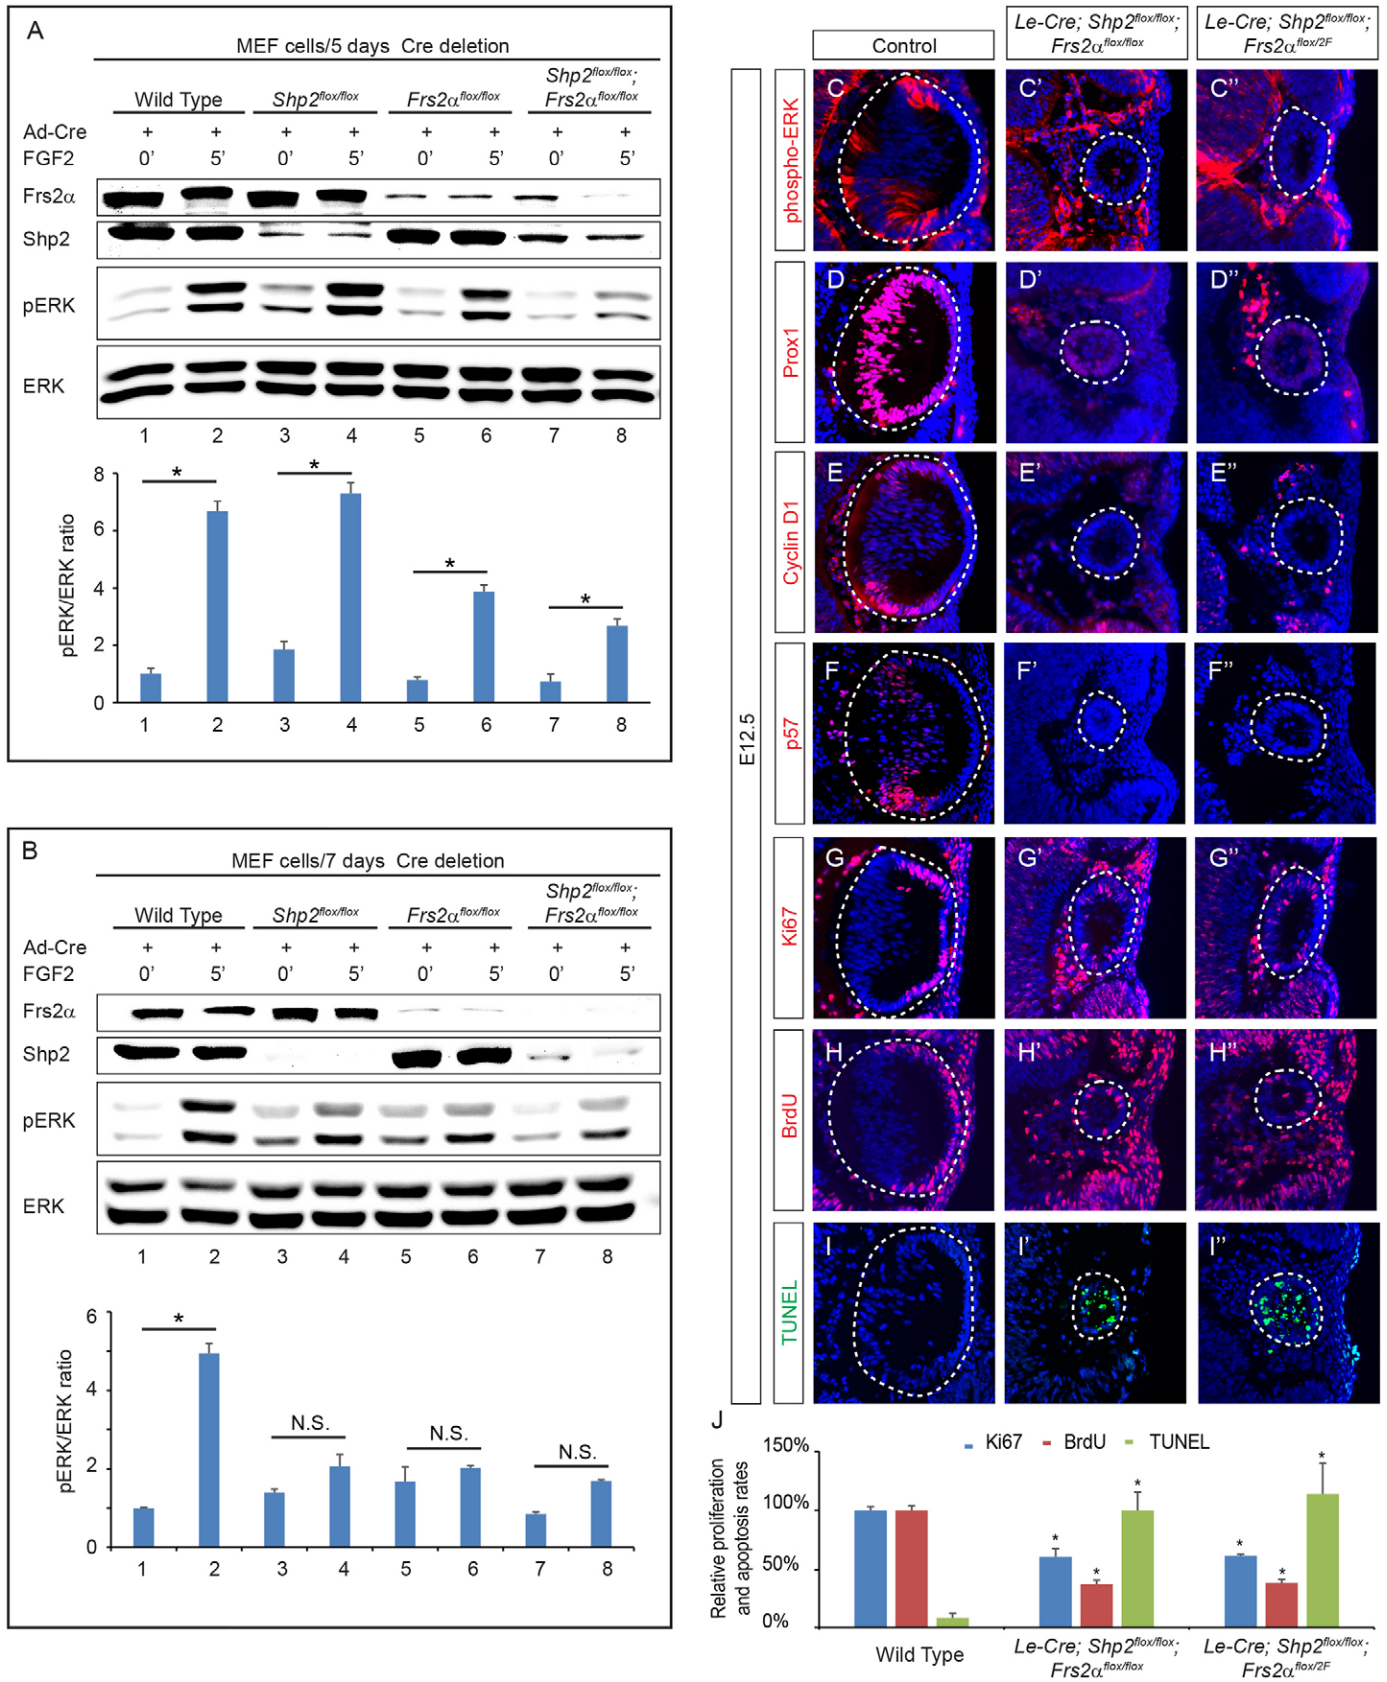 A
MEF cells/5 days Cre deletion
Wild Type Shp2flox/flox Frs2αflox/flox Shp2flox/flox;
Frs2αflox/flox
Ad-Cre + + + + + + + +
FGF2 0’ 5’ 0’ 5’ 0’ 5’ 0’ 5’
Frs2α
Shp2
pERK
ERK
1 2 3 4 5 6 7 8
pERK/ERK ratio
8
6
4
2
0
* * * *
1 2 3 4 5 6 7 8
B
MEF cells/7 days Cre deletion
Wild Type Shp2flox/flox Frs2αflox/flox Shp2flox/flox;
Frs2αflox/flox
Ad-Cre + + + + + + + +
FGF2 0’ 5’ 0’ 5’ 0’ 5’ 0’ 5’
Frs2α
Shp2
pERK
ERK
1 2 3 4 5 6 7 8
pERK/ERK ratio
6
4
2
0
* N.S. N.S. N.S.
1 2 3 4 5 6 7 8
Control
Le-Cre; Shp2flox/flox;
Frs2αflox/flox
Le-Cre; Shp2flox/flox;
Frs2αflox/2F
E12.5
phospho-ERK
C C’ C’’
Prox1
D D’ D’’
Cyclin D1
E E’ E’’
p57
F F’ F’’
Ki67
G G’ G’’
BrdU
H H’ H’’
TUNEL
I I’ I’’
J
Ki67 BrdU TUNEL
Relative proliferation
and apoptosis rates
150%
100%
50%
0%
* * * * * *
Wild Type
Le-Cre; Shp2flox/flox;
Frs2αflox/flox
Le-Cre; Shp2flox/flox;
Frs2αflox/2F